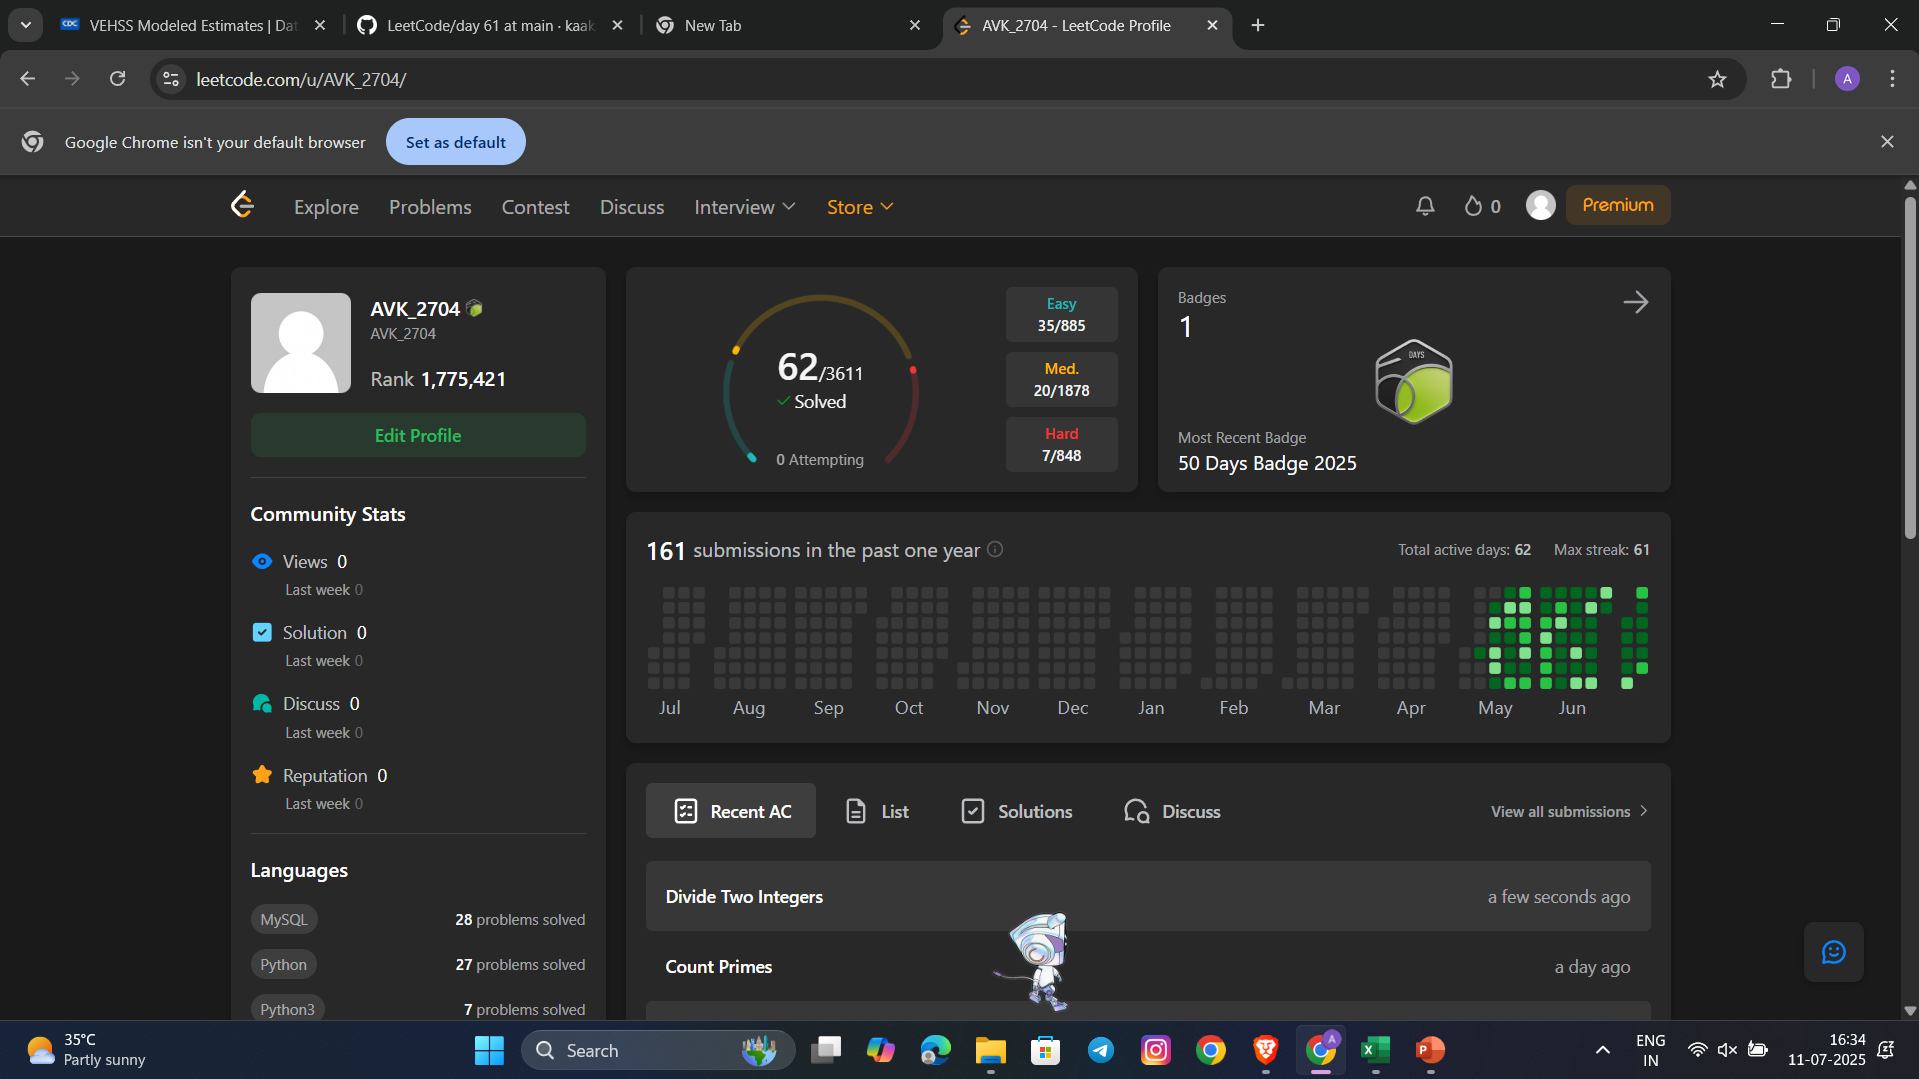 VEHSS Modeled Estimates | Dat
LeetCode/day 61 at main · kaak
New Tab
AVK_2704 - LeetCode Profile
leetcode.com/u/AVK_2704/
A
Google Chrome isn't your default browser
Set as default
Explore
Problems
Contest
Discuss
Interview
Store
0
Premium
AVK_2704
AVK_2704
Rank 1,775,421
Edit Profile
Community Stats
Views 0
Last week 0
Solution 0
Last week 0
Discuss 0
Last week 0
Reputation 0
Last week 0
Languages
MySQL 28 problems solved
Python 27 problems solved
Python3 7 problems solved
62/3611
Solved
0 Attempting
Easy
35/885
Med.
20/1878
Hard
7/848
Badges
1
DAYS
Most Recent Badge
50 Days Badge 2025
161 submissions in the past one year
Total active days: 62 Max streak: 61
Jul Aug Sep Oct Nov Dec Jan Feb Mar Apr May Jun
Recent AC
List
Solutions
Discuss
View all submissions
Divide Two Integers a few seconds ago
Count Primes a day ago
35°C
Partly sunny
Search
A
ENG
IN
16:34
11-07-2025